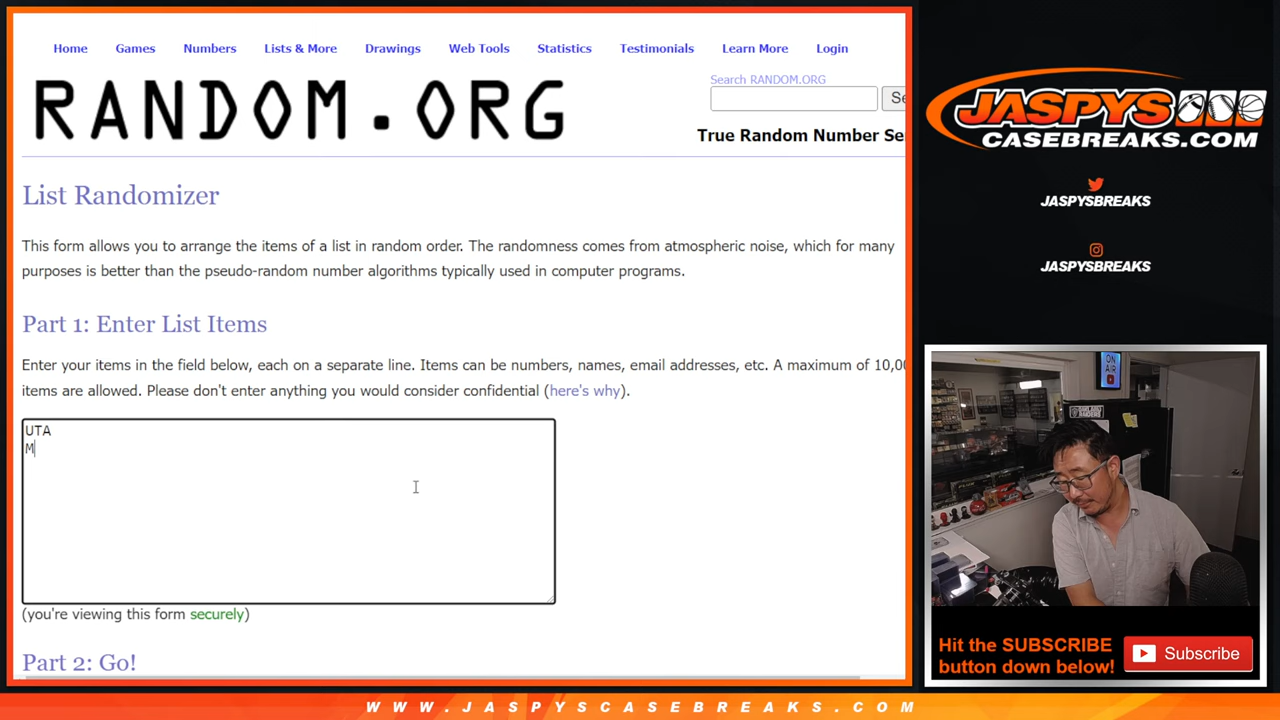 Home Games Numbers Lists & More Drawings Web Tools Statistics Testimonials Learn More Login
RANDOM.ORG
Search RANDOM.ORG
Se
True Random Number Se
List Randomizer
This form allows you to arrange the items of a list in random order. The randomness comes from atmospheric noise, which for many
purposes is better than the pseudo-random number algorithms typically used in computer programs.
Part 1: Enter List Items
Enter your items in the field below, each on a separate line. Items can be numbers, names, email addresses, etc. A maximum of 10,00
items are allowed. Please don't enter anything you would consider confidential (here's why).
UTA
M
(you're viewing this form securely)
Part 2: Go!
JASPYS
CASEBREAKS.COM
JASPYSBREAKS
JASPYSBREAKS
ON
AIR
Hit the SUBSCRIBE
button down below!
Subscribe
WWW.JASPYSCASEBREAKS.COM